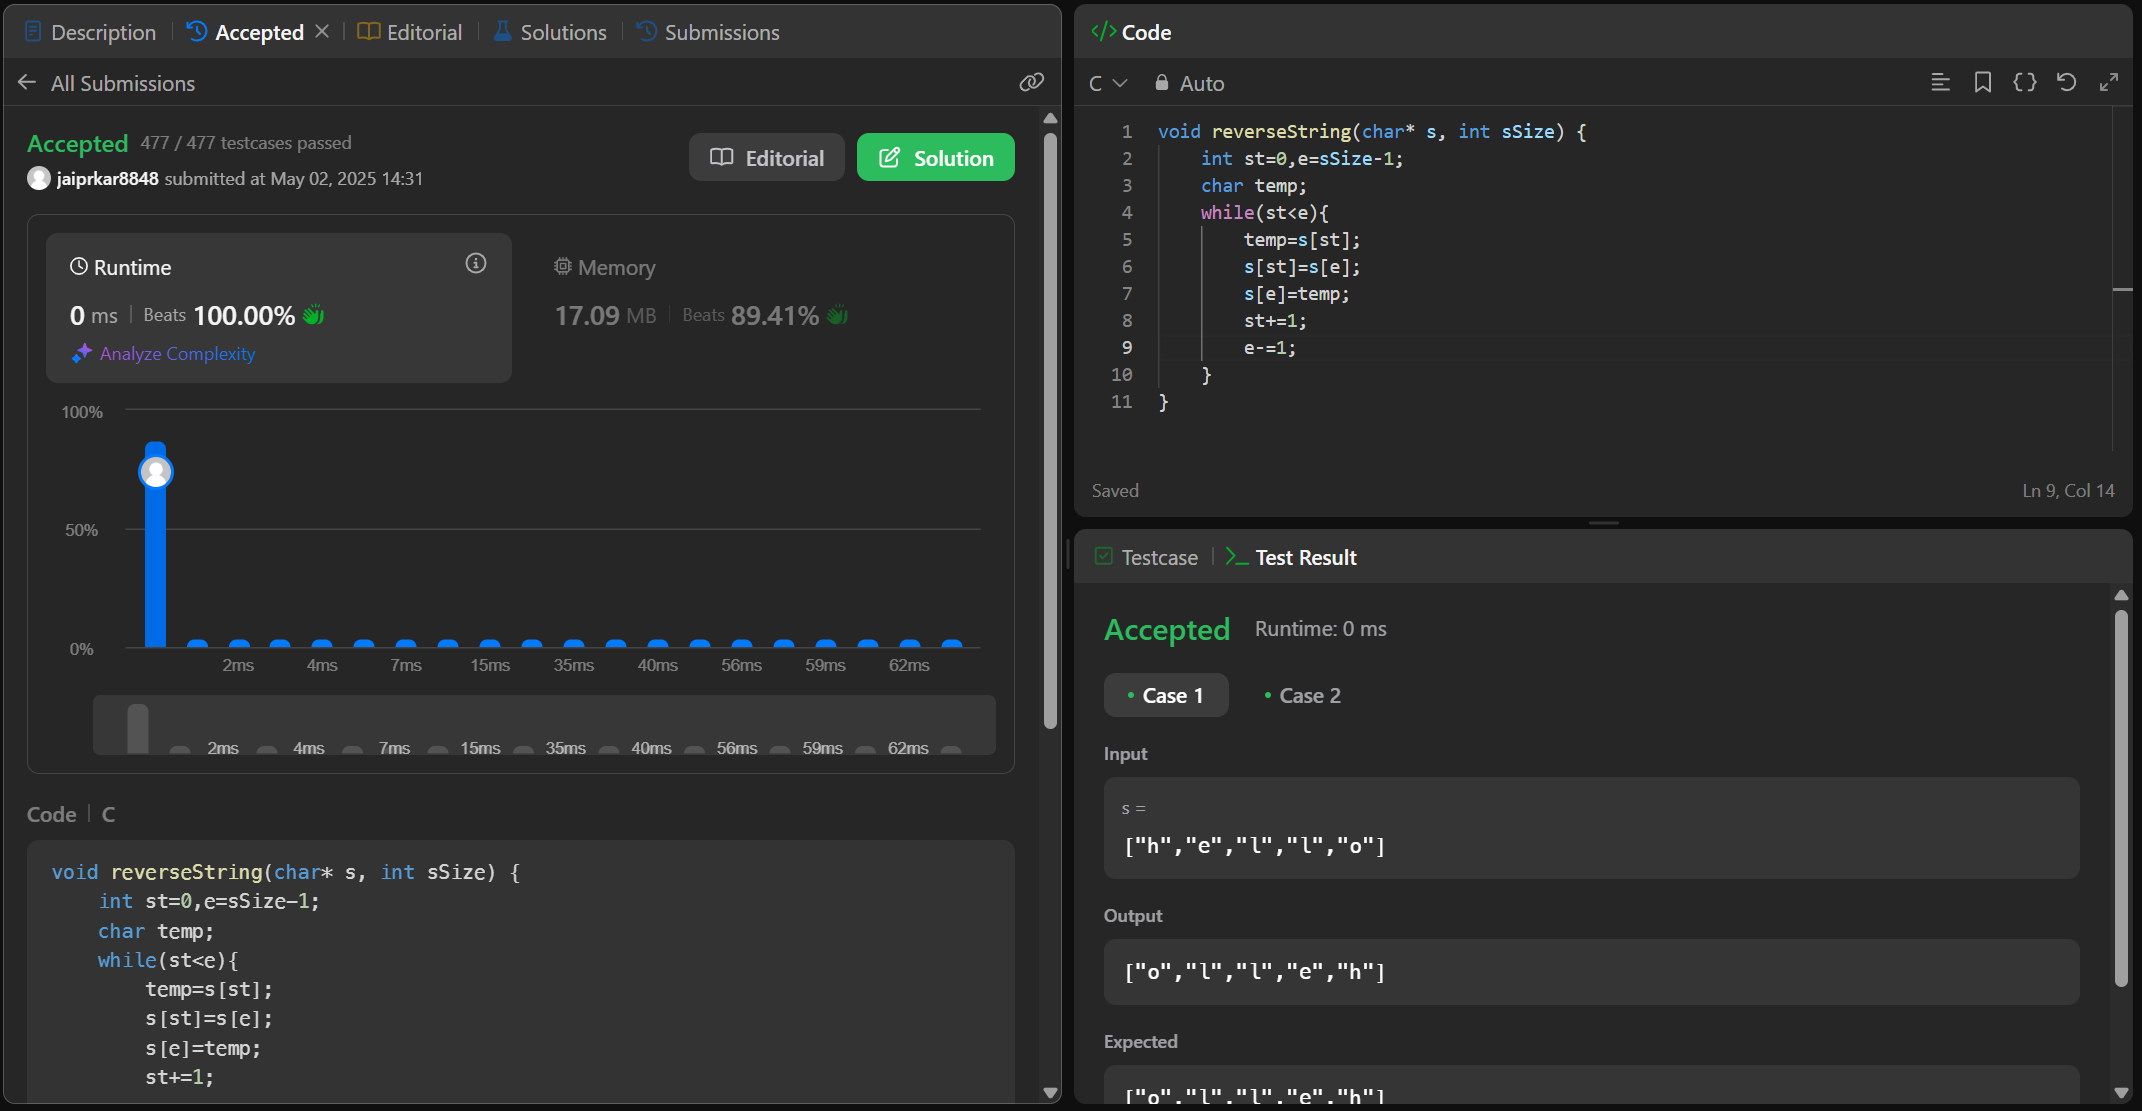 Description
Accepted
Editorial
Solutions
Submissions
All Submissions
Accepted 477 / 477 testcases passed
jaiprkar8848 submitted at May 02, 2025 14:31
Editorial
Solution
Runtime
0 ms Beats 100.00%
Analyze Complexity
Memory
17.09 MB Beats 89.41%
100%
50%
0%
2ms 4ms 7ms 15ms 35ms 40ms 56ms 59ms 62ms
2ms 4ms 7ms 15ms 35ms 40ms 56ms 59ms 62ms
Code C
void reverseString(char* s, int sSize) {
int st=0,e=sSize-1;
char temp;
while(st<e){
temp=s[st];
s[st]=s[e];
s[e]=temp;
st+=1;
</> Code
C
Auto
1 void reverseString(char* s, int sSize) {
2 int st=0,e=sSize-1;
3 char temp;
4 while(st<e){
5 temp=s[st];
6 s[st]=s[e];
7 s[e]=temp;
8 st+=1;
9 e-=1;
10 }
11 }
Saved
Ln 9, Col 14
Testcase
Test Result
Accepted Runtime: 0 ms
Case 1
Case 2
Input
s =
["h","e","l","l","o"]
Output
["o","l","l","e","h"]
Expected
["o","l","l","e","h"]